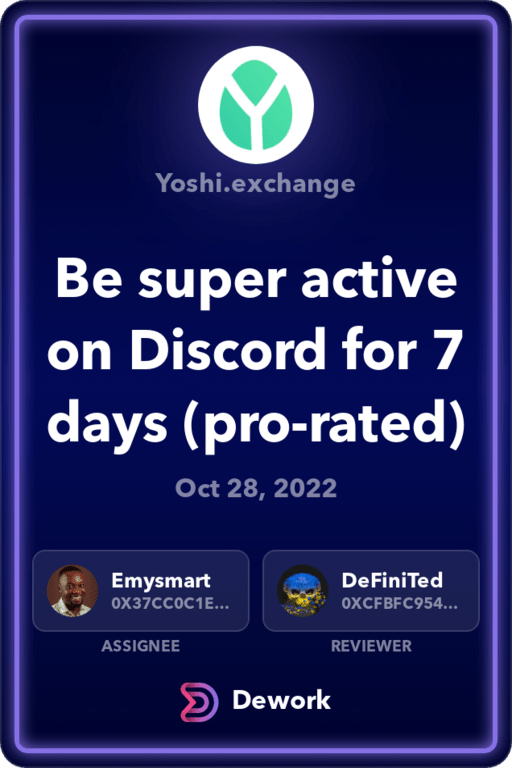 Yoshi.exchange
Be super active
on Discord for 7
days (pro-rated)
Oct 28, 2022
Emysmart
0X37CC0C1E...
ASSIGNEE
DeFiniTed
0XCFBFC954...
REVIEWER
Dework